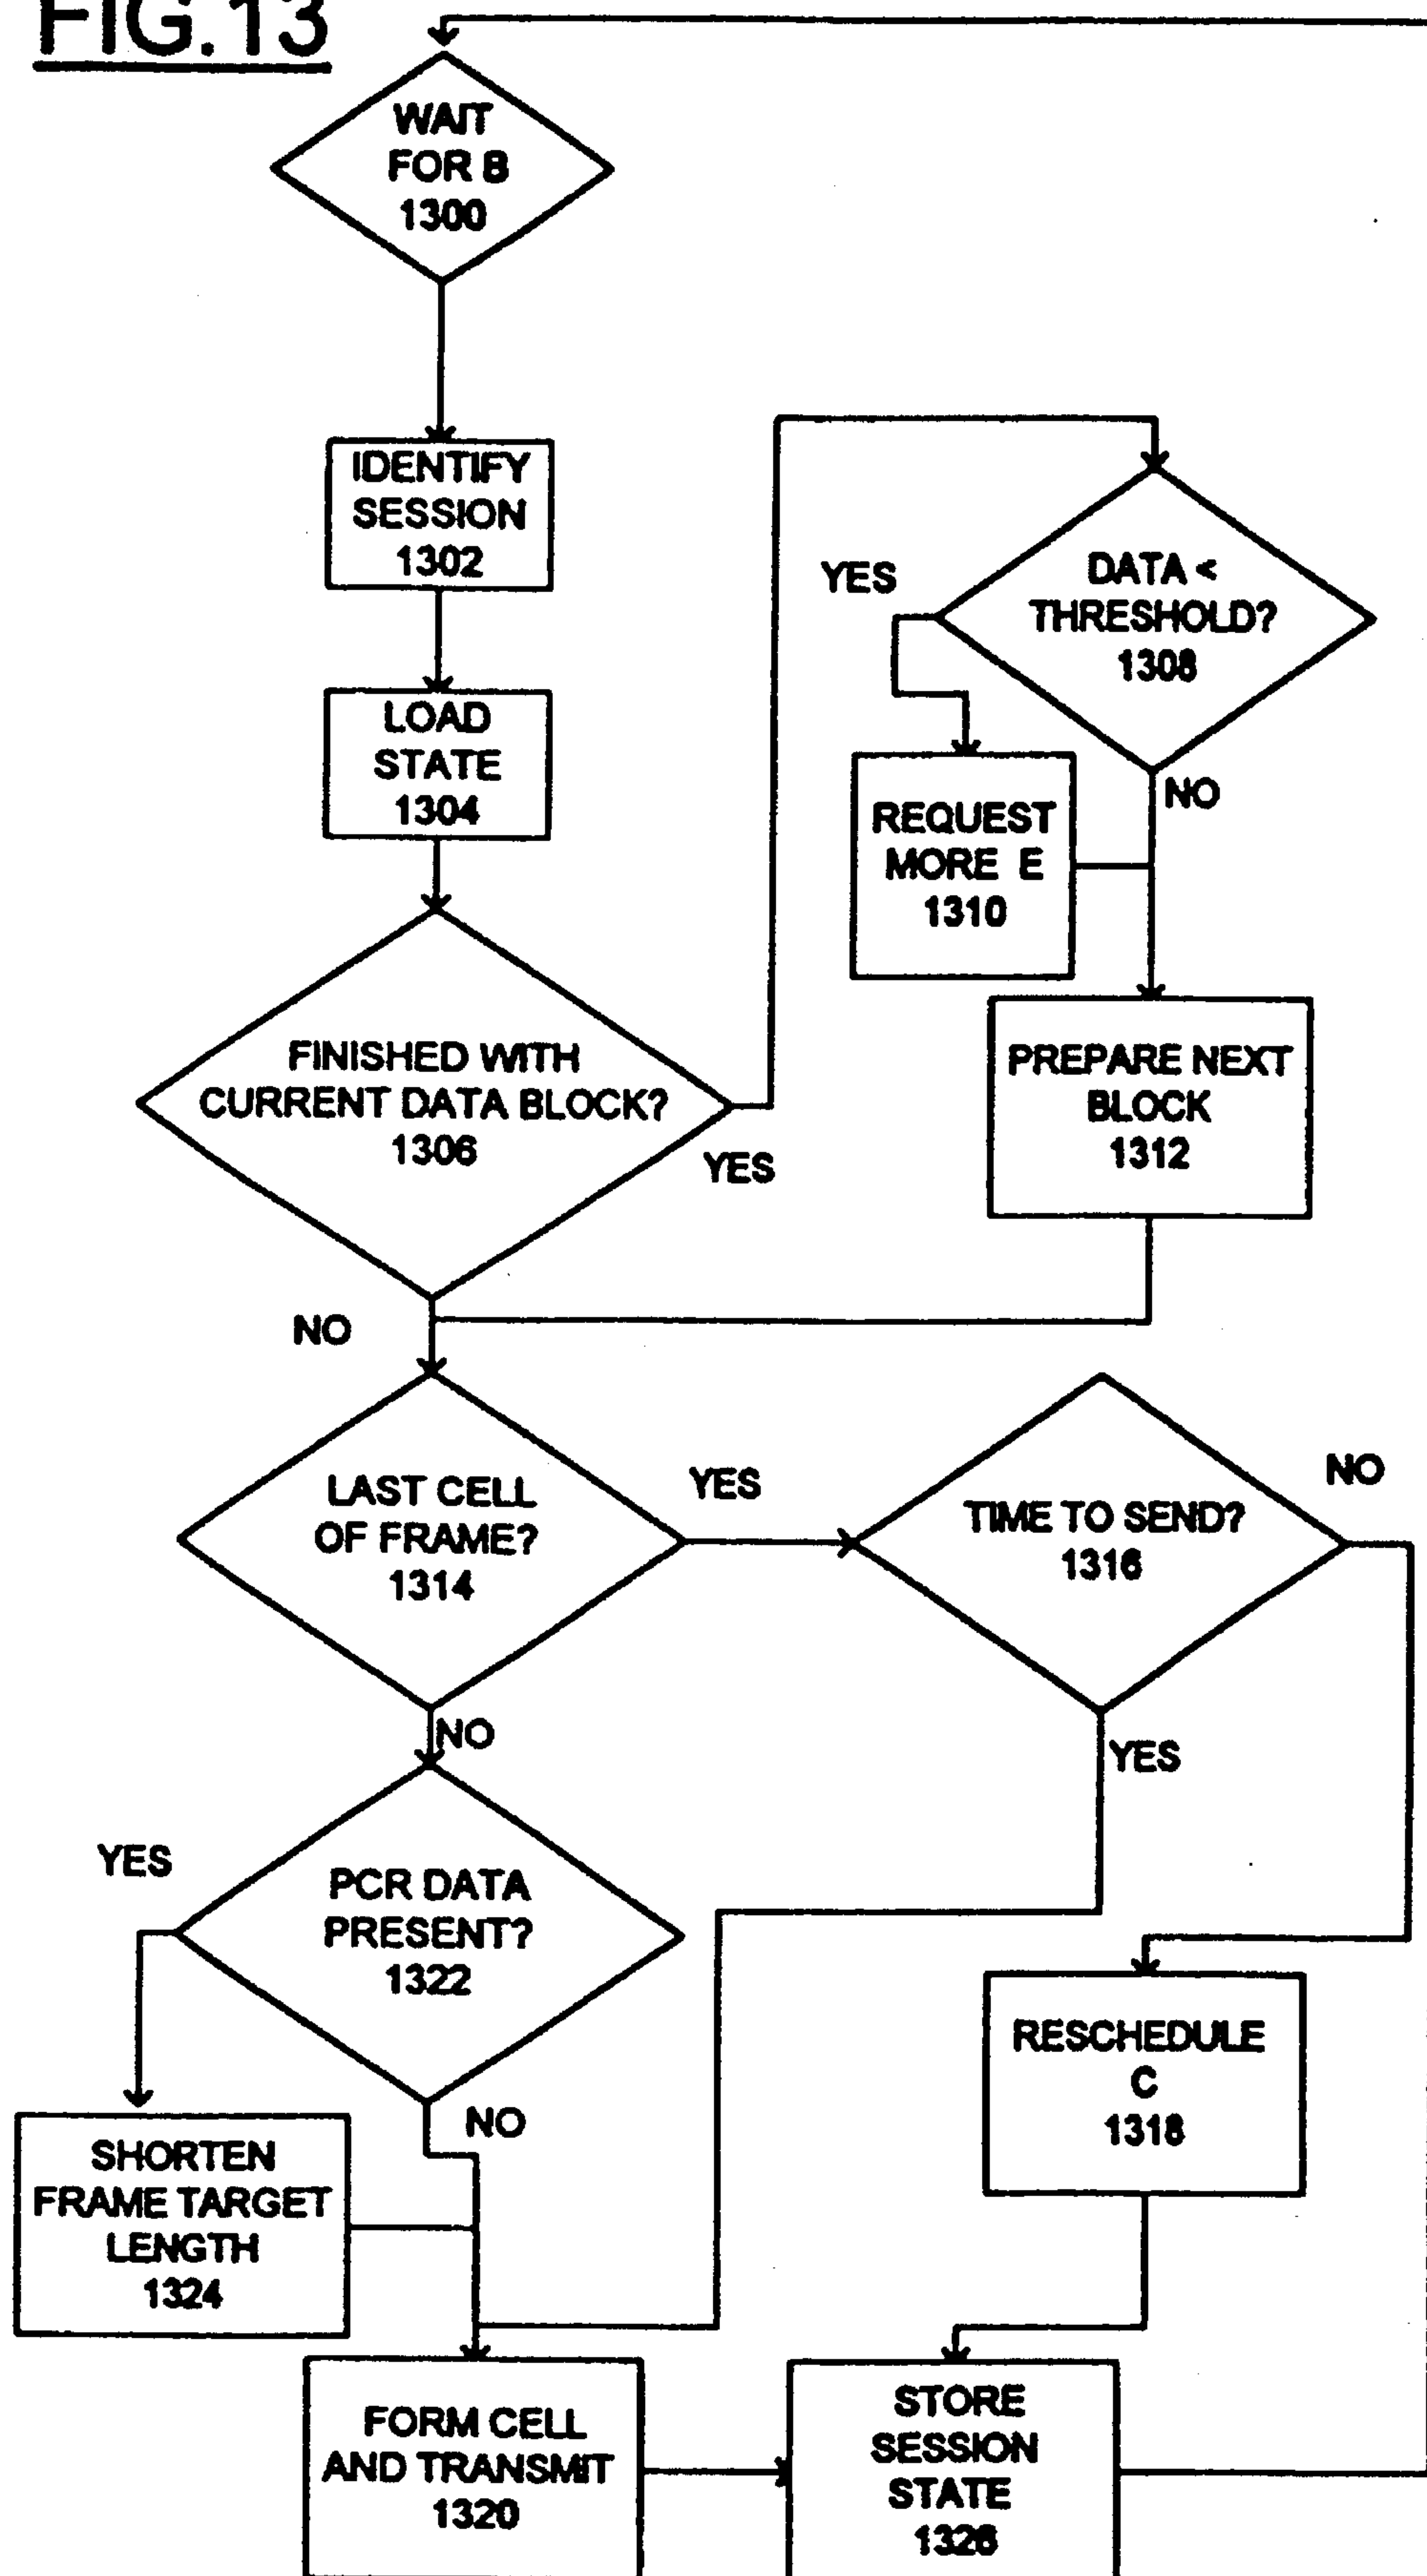 FIG.13
WAIT
FOR B
1300
IDENTIFY
SESSION
1302
LOAD
STATE
1304
FINISHED WITH
CURRENT DATA BLOCK?
1306
YES
NO
DATA <
THRESHOLD?
1308
YES
NO
REQUEST
MORE E
1310
PREPARE NEXT
BLOCK
1312
LAST CELL
OF FRAME?
1314
YES
NO
TIME TO SEND?
1316
NO
YES
PCR DATA
PRESENT?
1322
YES
NO
RESCHEDULE
C
1318
SHORTEN
FRAME TARGET
LENGTH
1324
FORM CELL
AND TRANSMIT
1320
STORE
SESSION
STATE
1326